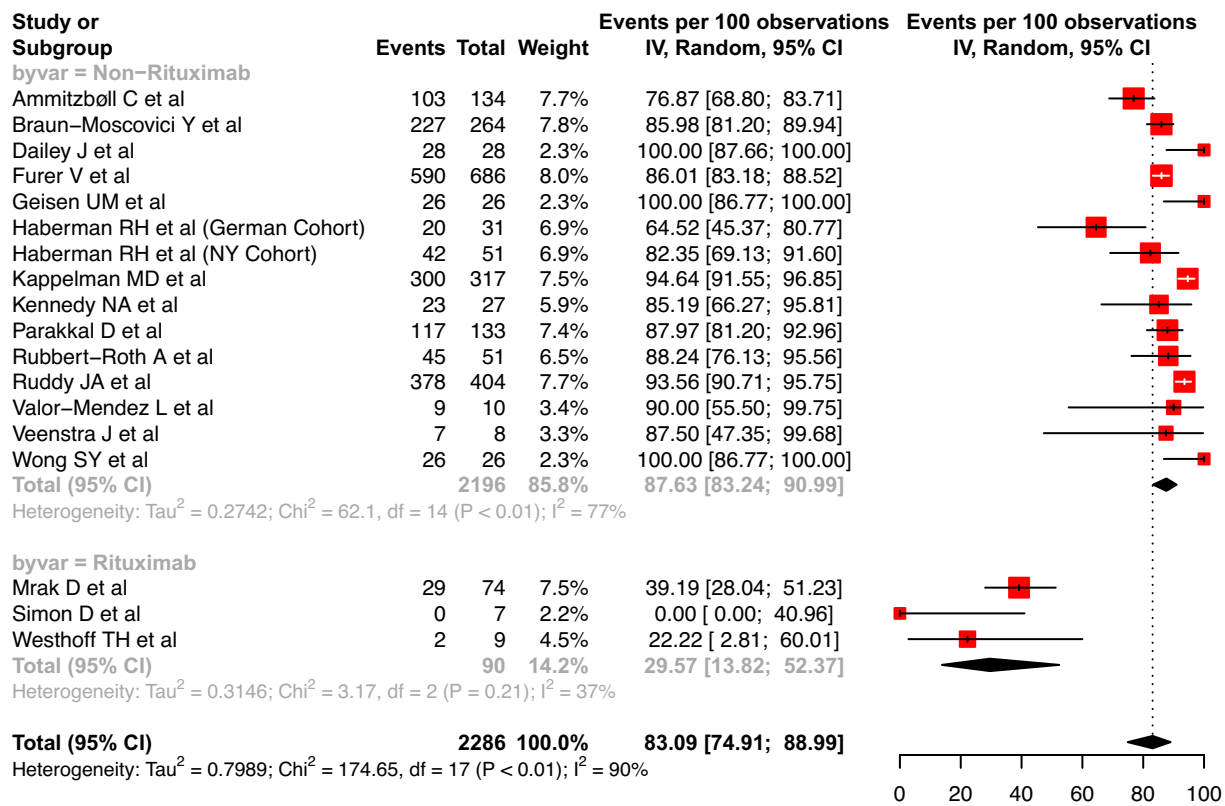 Study or Events per 100 observations Events per 100 observations
Subgroup Events Total Weight IV, Random, 95% CI IV, Random, 95% CI
byvar = Non−Rituximab
Ammitzbøll C et al 103 134 7.7% 76.87 [68.80; 83.71]
Braun−Moscovici Y et al 227 264 7.8% 85.98 [81.20; 89.94]
Dailey J et al 28 28 2.3% 100.00 [87.66; 100.00]
Furer V et al 590 686 8.0% 86.01 [83.18; 88.52]
Geisen UM et al 26 26 2.3% 100.00 [86.77; 100.00]
Haberman RH et al (German Cohort) 20 31 6.9% 64.52 [45.37; 80.77]
Haberman RH et al (NY Cohort) 42 51 6.9% 82.35 [69.13; 91.60]
Kappelman MD et al 300 317 7.5% 94.64 [91.55; 96.85]
Kennedy NA et al 23 27 5.9% 85.19 [66.27; 95.81]
Parakkal D et al 117 133 7.4% 87.97 [81.20; 92.96]
Rubbert−Roth A et al 45 51 6.5% 88.24 [76.13; 95.56]
Ruddy JA et al 378 404 7.7% 93.56 [90.71; 95.75]
Valor−Mendez L et al 9 10 3.4% 90.00 [55.50; 99.75]
Veenstra J et al 7 8 3.3% 87.50 [47.35; 99.68]
Wong SY et al 26 26 2.3% 100.00 [86.77; 100.00]
Total (95% CI) 2196 85.8% 87.63 [83.24; 90.99]
Heterogeneity: Tau² = 0.2742; Chi² = 62.1, df = 14 (P < 0.01); I² = 77%
byvar = Rituximab
Mrak D et al 29 74 7.5% 39.19 [28.04; 51.23]
Simon D et al 0 7 2.2% 0.00 [ 0.00; 40.96]
Westhoff TH et al 2 9 4.5% 22.22 [ 2.81; 60.01]
Total (95% CI) 90 14.2% 29.57 [13.82; 52.37]
Heterogeneity: Tau² = 0.3146; Chi² = 3.17, df = 2 (P = 0.21); I² = 37%
Total (95% CI) 2286 100.0% 83.09 [74.91; 88.99]
Heterogeneity: Tau² = 0.7989; Chi² = 174.65, df = 17 (P < 0.01); I² = 90%
0 20 40 60 80 100